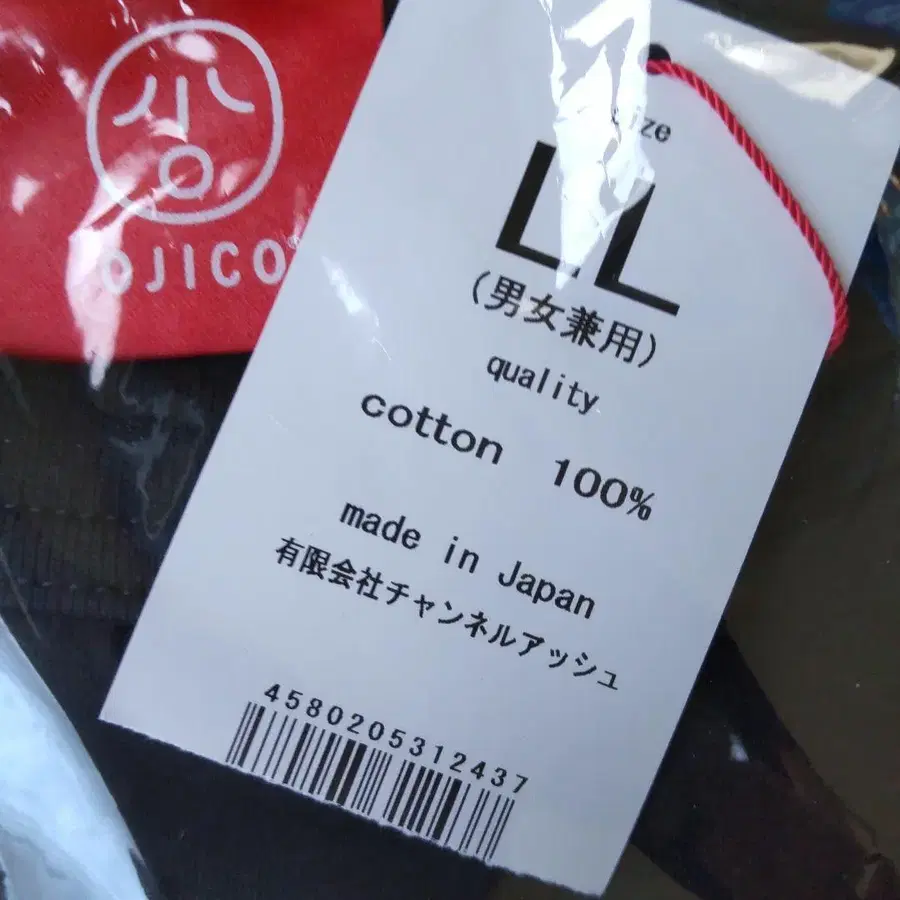 OJICO
size
LL
(男女兼用)
quality
cotton 100%
made in Japan
有限会社チャンネルアッシュ
4580205312437